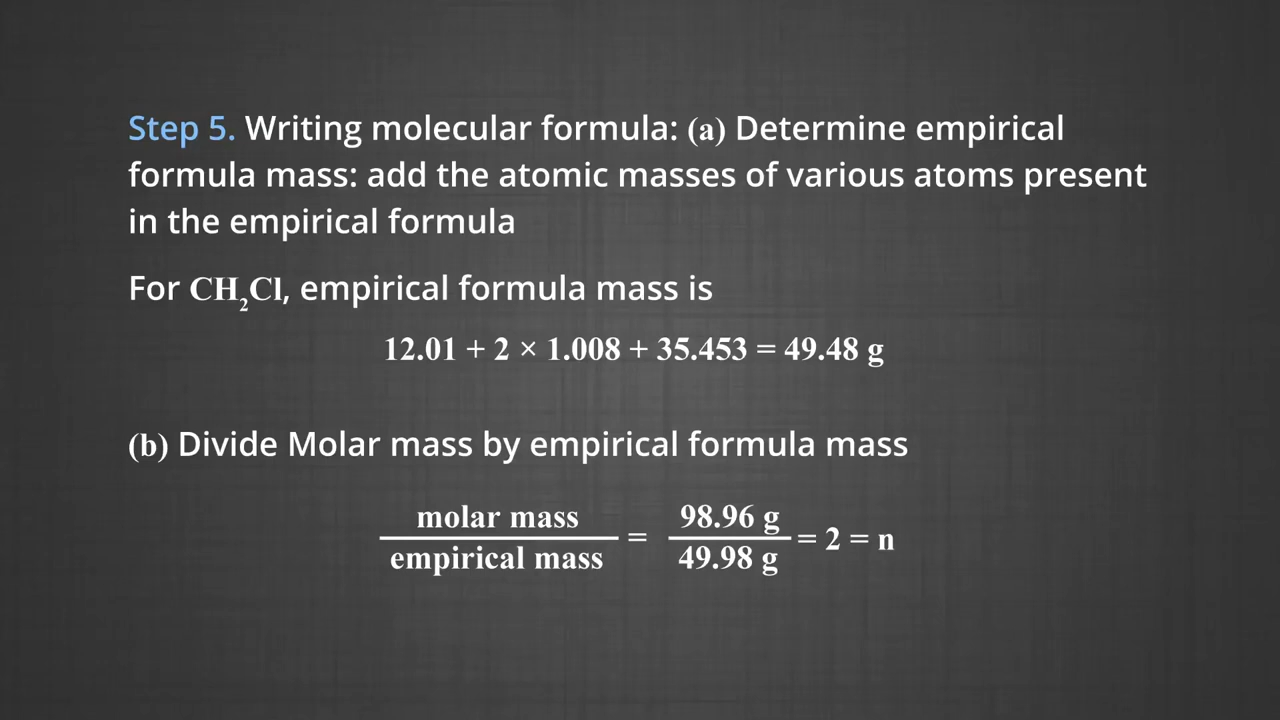 Step 5. Writing molecular formula: (a) Determine empirical
formula mass: add the atomic masses of various atoms present
in the empirical formula
For CH₂Cl, empirical formula mass is
12.01 + 2 × 1.008 + 35.453 = 49.48 g
(b) Divide Molar mass by empirical formula mass
molar mass / empirical mass = 98.96 g / 49.98 g = 2 = n